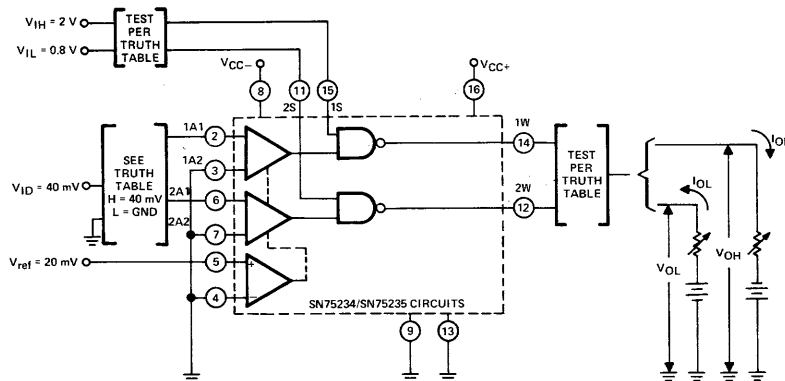 V_IH = 2 V
V_IL = 0.8 V
TEST
PER
TRUTH
TABLE
V_CC−
8
11
2S
15
1S
V_CC+
16
V_ID = 40 mV
SEE
TRUTH
TABLE
H = 40 mV
L = GND
1A1
2
1A2
3
2A1
6
2A2
7
V_ref = 20 mV
5
+
4
−
SN75234/SN75235 CIRCUITS
9
13
1W
14
2W
12
TEST
PER
TRUTH
TABLE
I_OL
V_OL
V_OH